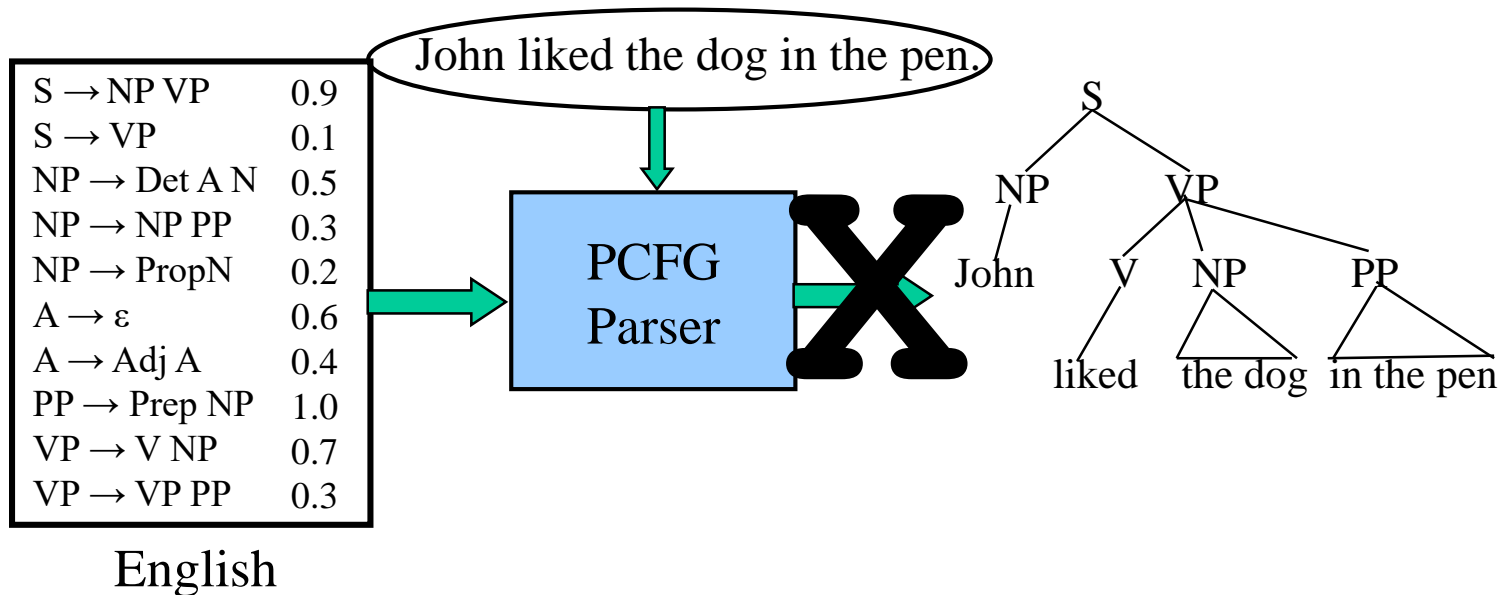 John liked the dog in the pen.
S → NP VP 0.9
S → VP 0.1
NP → Det A N 0.5
NP → NP PP 0.3
NP → PropN 0.2
A → ε 0.6
A → Adj A 0.4
PP → Prep NP 1.0
VP → V NP 0.7
VP → VP PP 0.3
English
PCFG
Parser
X
S
NP VP
John V NP PP
liked the dog in the pen